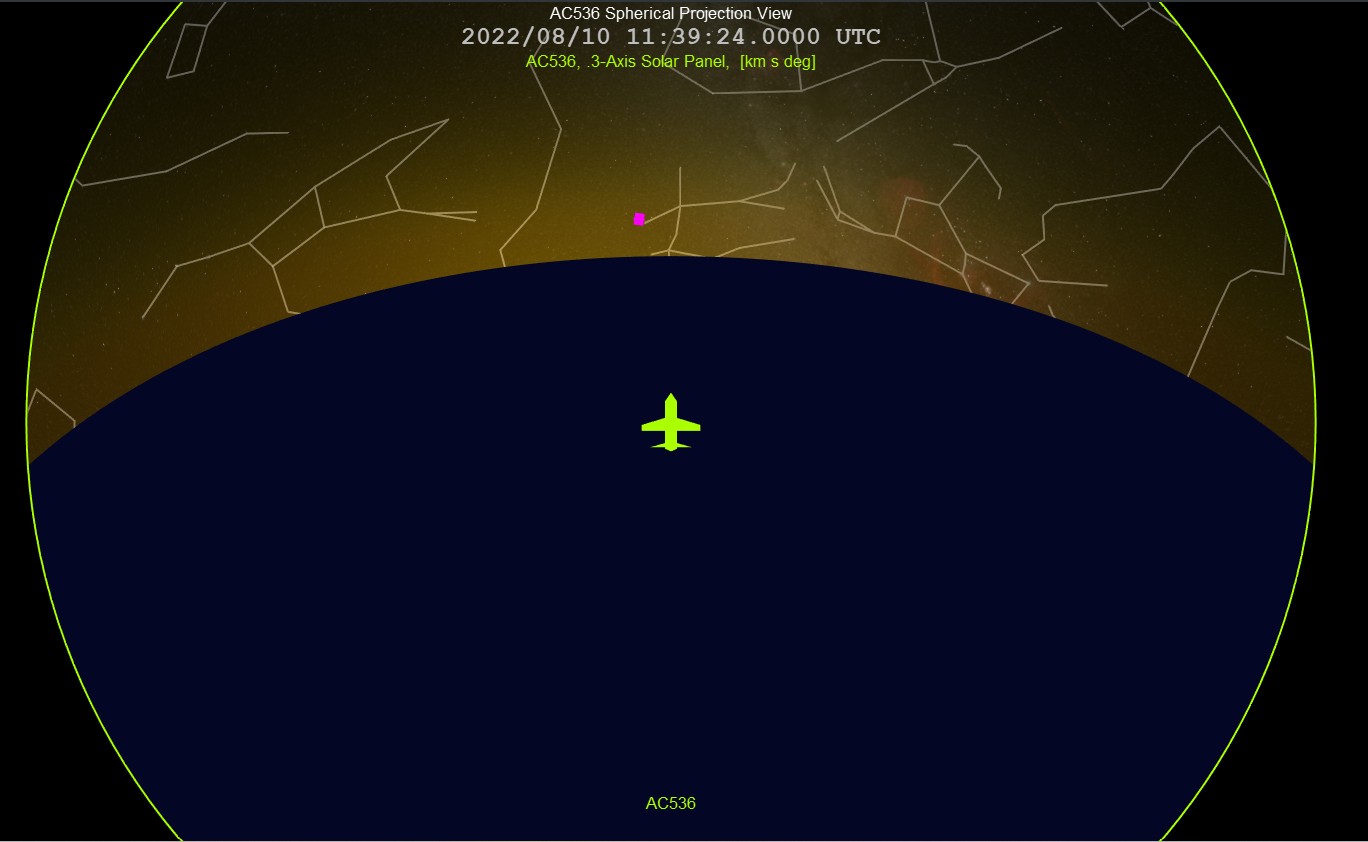 AC536 Spherical Projection View
2022/08/10 11:39:24.0000 UTC
AC536, .3-Axis Solar Panel,  [km s deg]
AC536